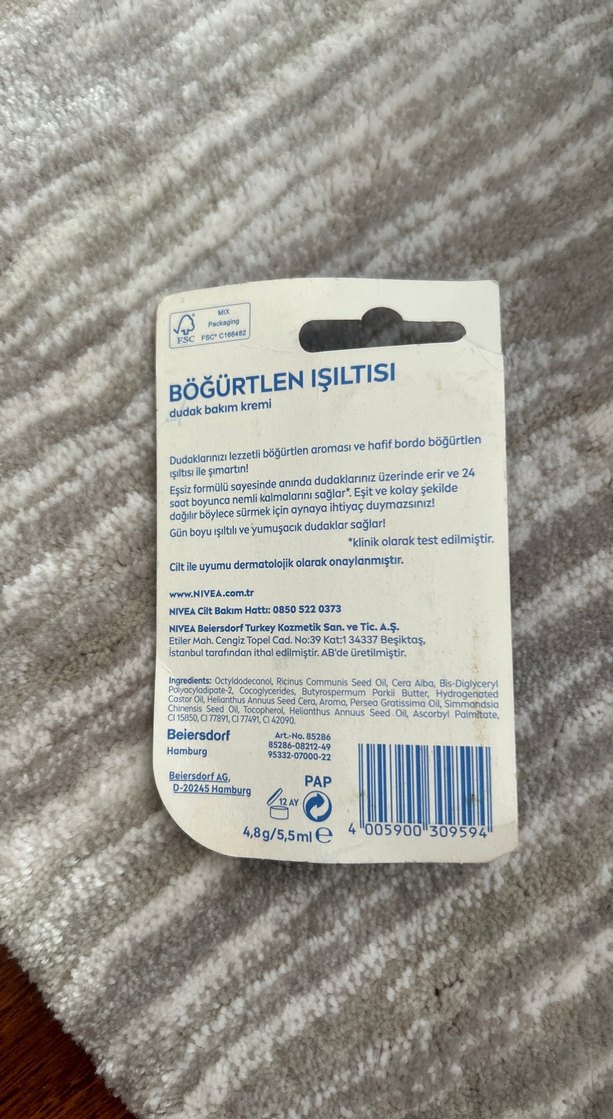 MIX
Packaging
FSC® C166482
FSC
BÖĞÜRTLEN IŞILTISI
dudak bakım kremi
Dudaklarınızı lezzetli böğürtlen aroması ve hafif bordo böğürtlen
ışıltısı ile şımartın!
Eşsiz formülü sayesinde anında dudaklarınız üzerinde erir ve 24
saat boyunca nemli kalmalarını sağlar*. Eşit ve kolay şekilde
dağılır böylece sürmek için aynaya ihtiyaç duymazsınız!
Gün boyu ışıltılı ve yumuşacık dudaklar sağlar!
*klinik olarak test edilmiştir.
Cilt ile uyumu dermatolojik olarak onaylanmıştır.
www.NIVEA.com.tr
NIVEA Cilt Bakım Hattı: 0850 522 0373
NIVEA Beiersdorf Turkey Kozmetik San. ve Tic. A.Ş.
Etiler Mah. Cengiz Topel Cad. No:39 Kat:1 34337 Beşiktaş,
İstanbul tarafından ithal edilmiştir. AB'de üretilmiştir.
Ingredients: Octyldodecanol, Ricinus Communis Seed Oil, Cera Alba, Bis-Diglyceryl
Polyacyladipate-2, Cocoglycerides, Butyrospermum Parkii Butter, Hydrogenated
Castor Oil, Helianthus Annuus Seed Cera, Aroma, Persea Gratissima Oil, Simmondsia
Chinensis Seed Oil, Tocopherol, Helianthus Annuus Seed Oil, Ascorbyl Palmitate,
CI 15850, CI 77891, CI 77491, CI 42090.
Beiersdorf
Hamburg
Art.-No. 85286
85286-08212-49
95332-07000-22
Beiersdorf AG,
D-20245 Hamburg
PAP
12 AY
4,8g/5,5ml ℮
4 005900 309594